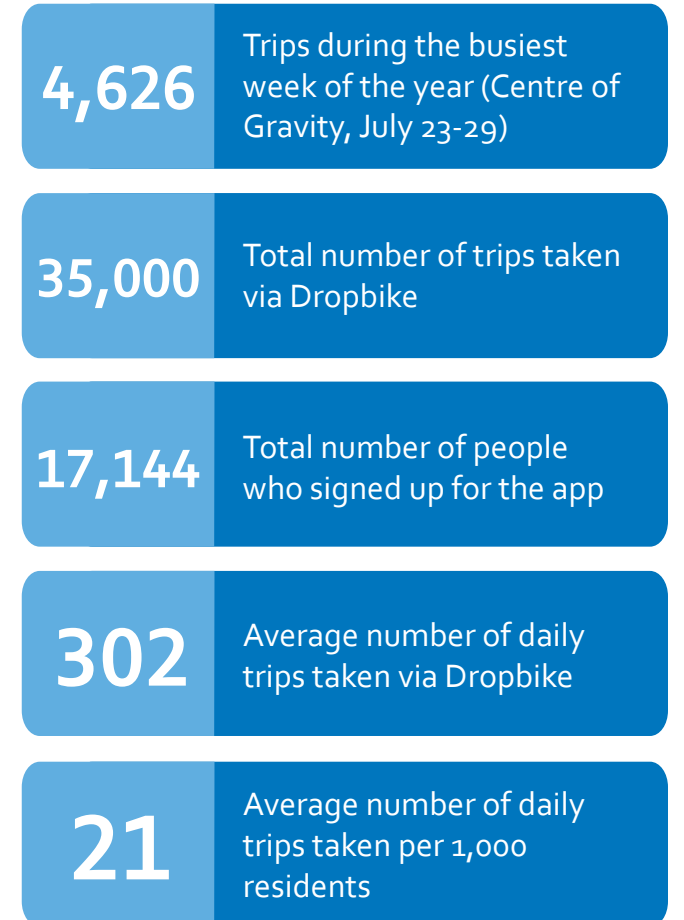 4,626
Trips during the busiest
week of the year (Centre of
Gravity, July 23-29)
35,000
Total number of trips taken
via Dropbike
17,144
Total number of people
who signed up for the app
302
Average number of daily
trips taken via Dropbike
21
Average number of daily
trips taken per 1,000
residents